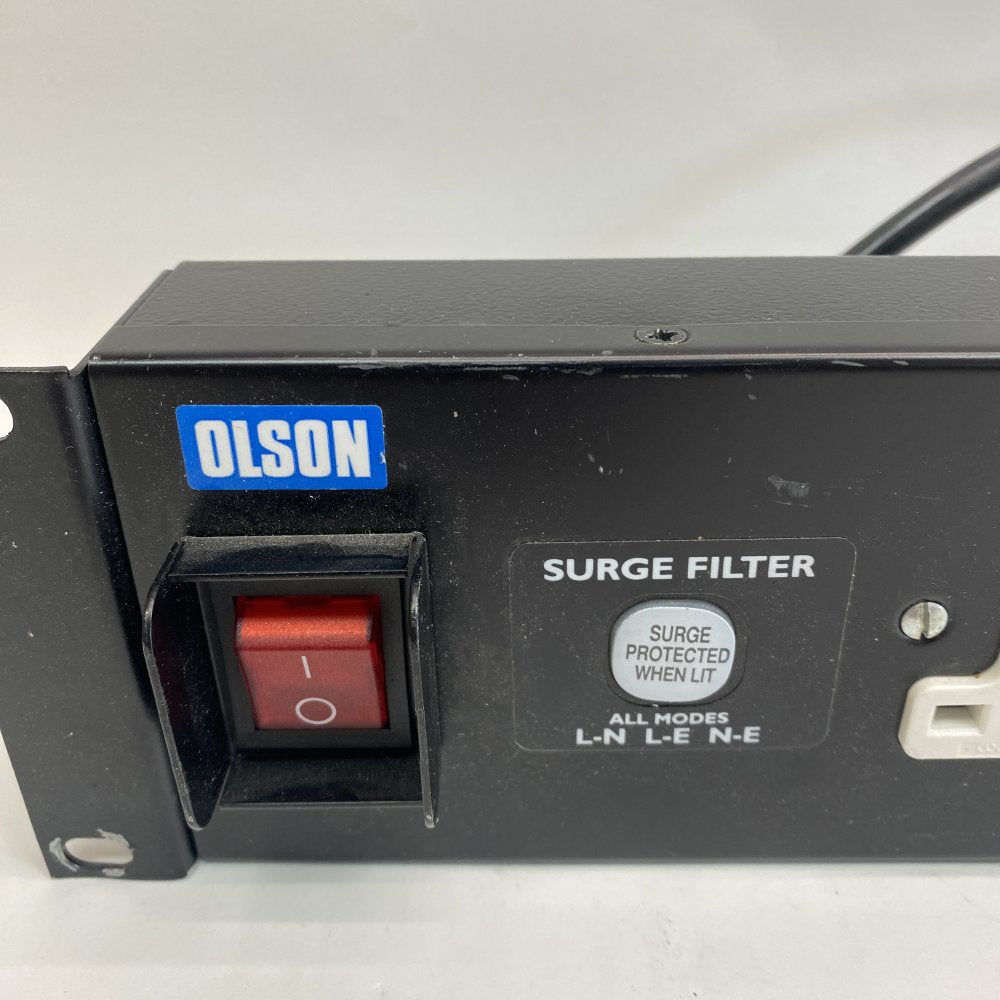 OLSON
SURGE FILTER
SURGE
PROTECTED
WHEN LIT
ALL MODES
L-N L-E N-E
I
O